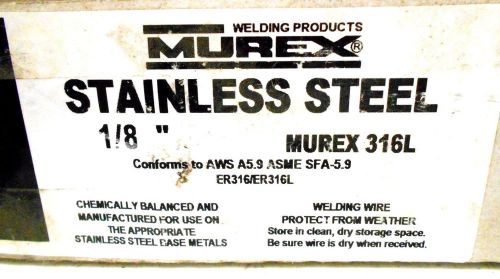 WELDING PRODUCTS
MUREX®
STAINLESS STEEL
1/8 "
MUREX 316L
Conforms to AWS A5.9 ASME SFA-5.9
ER316/ER316L
CHEMICALLY BALANCED AND
MANUFACTURED FOR USE ON
THE APPROPRIATE
STAINLESS STEEL BASE METALS
WELDING WIRE
PROTECT FROM WEATHER
Store in clean, dry storage space.
Be sure wire is dry when received.